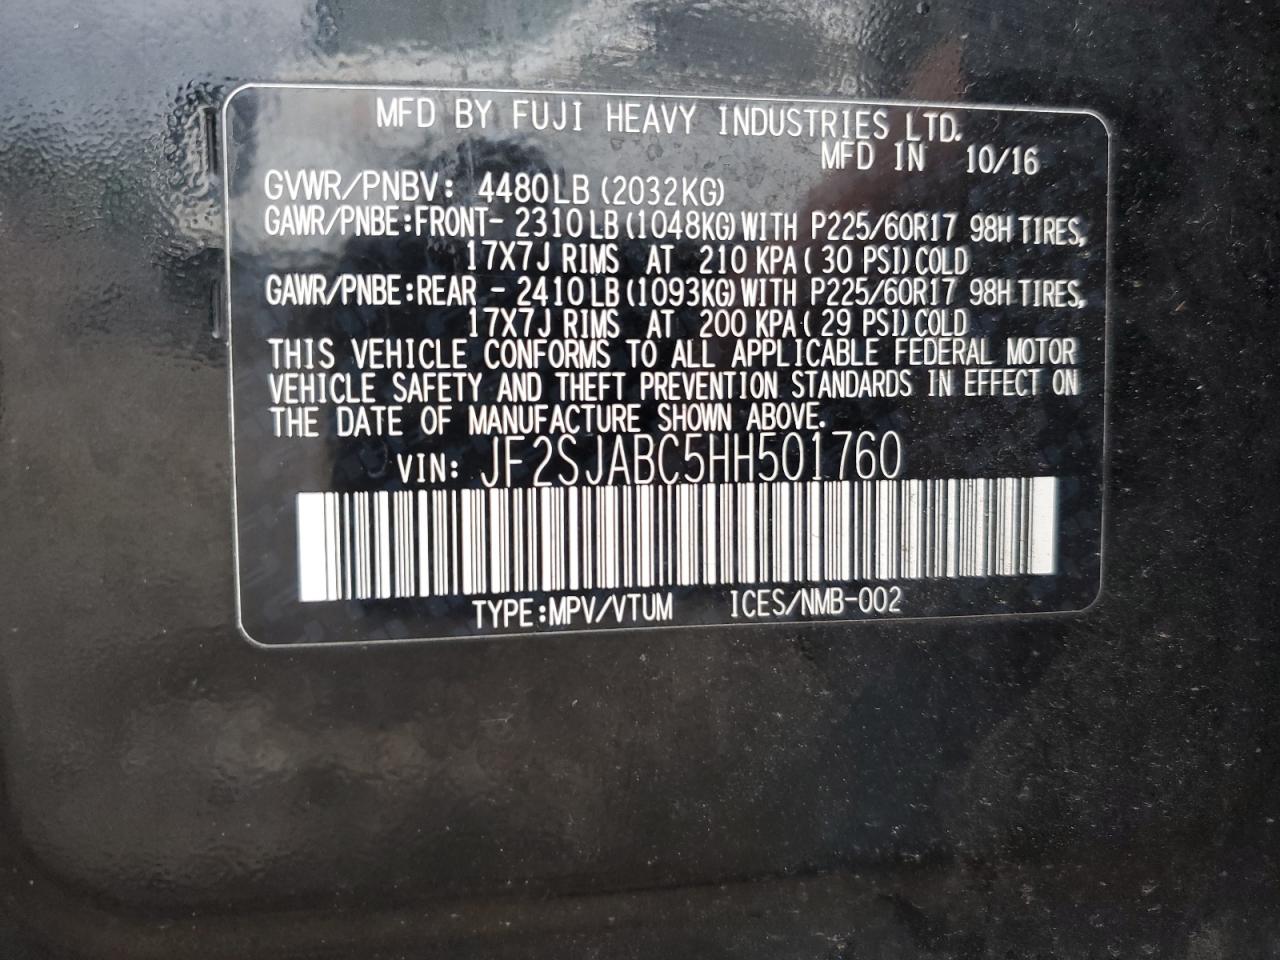 MFD BY FUJI HEAVY INDUSTRIES LTD.
MFD IN 10/16
GVWR/PNBV: 4480LB (2032KG)
GAWR/PNBE:FRONT- 2310LB (1048KG) WITH P225/60R17 98H TIRES,
17X7J RIMS AT 210 KPA ( 30 PSI) COLD
GAWR/PNBE:REAR - 2410LB (1093KG) WITH P225/60R17 98H TIRES,
17X7J RIMS AT 200 KPA ( 29 PSI) COLD
THIS VEHICLE CONFORMS TO ALL APPLICABLE FEDERAL MOTOR
VEHICLE SAFETY AND THEFT PREVENTION STANDARDS IN EFFECT ON
THE DATE OF MANUFACTURE SHOWN ABOVE.
VIN: JF2SJABC5HH501760
TYPE:MPV/VTUM ICES/NMB-002